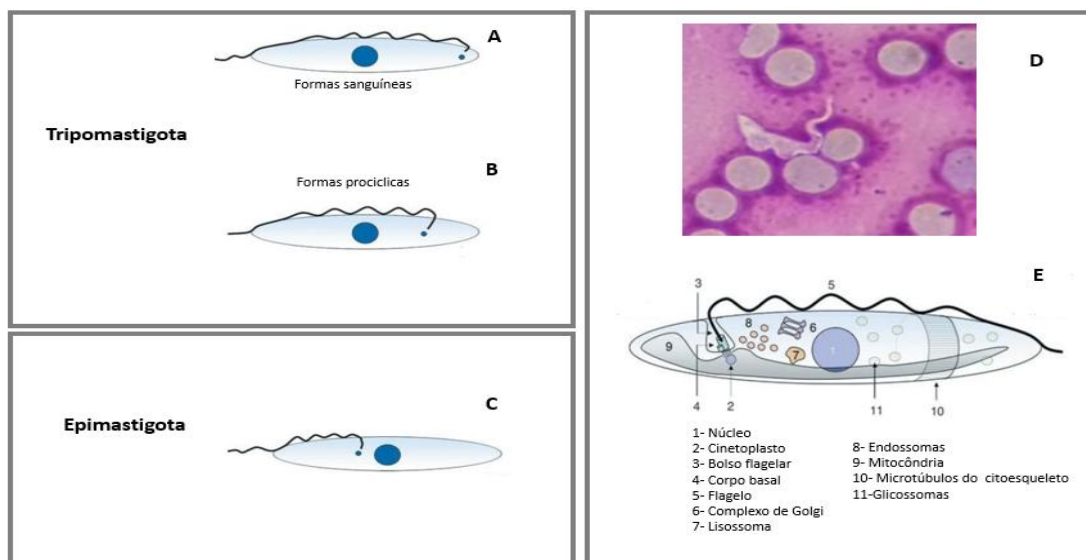 A
Formas sanguíneas
Tripomastigota
B
Formas prociclicas
C
Epimastigota
D
E
3
5
8
6
9
7
1
4
2
11
10
1- Núcleo
2- Cinetoplasto
3- Bolso flagelar
4- Corpo basal
5- Flagelo
6- Complexo de Golgi
7- Lisossoma
8- Endossomas
9- Mitocôndria
10- Microtúbulos do citoesqueleto
11-Glicossomas